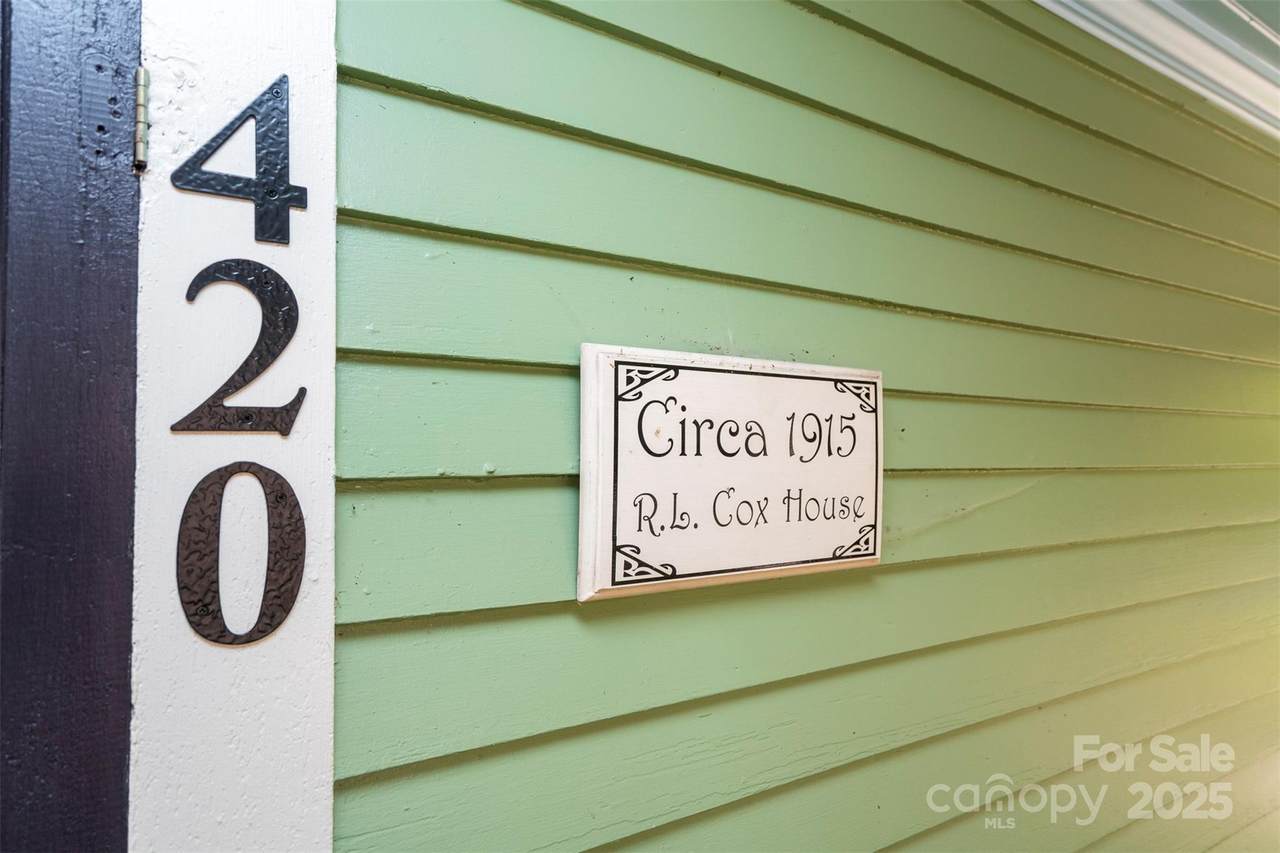 420
Circa 1915
R.L. Cox House
For Sale
canopy 2025
MLS